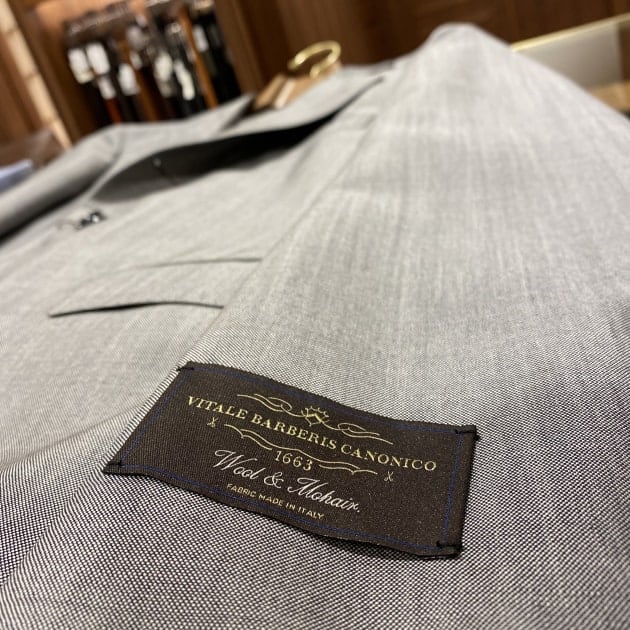 VITALE BARBERIS CANONICO
1663
Wool & Mohair.
FABRIC MADE IN ITALY